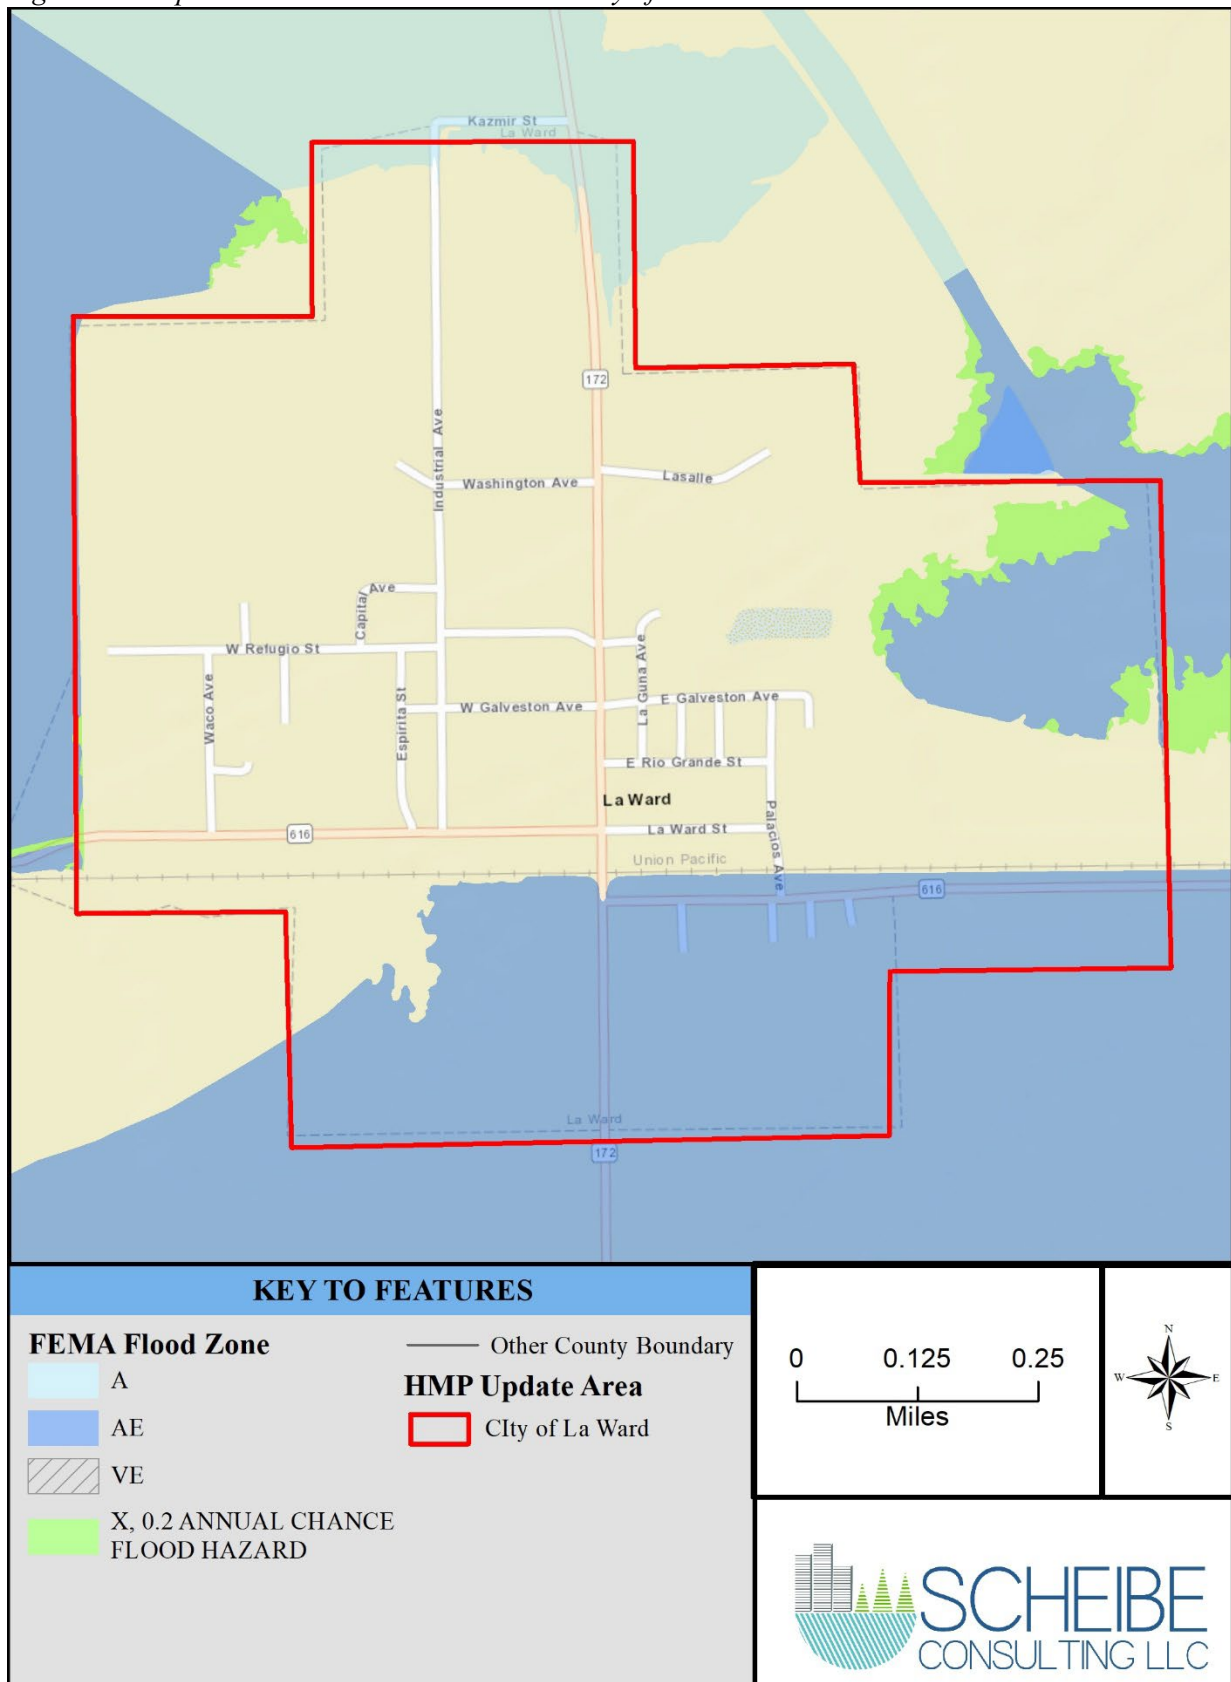 Kazmir St
La Ward
172
Industrial Ave
Washington Ave
Lasalle
Capital Ave
W Refugio St
Waco Ave
Espirita St
W Galveston Ave
La Guna Ave
E Galveston Ave
E Rio Grande St
La Ward
616
La Ward St
Palacios Ave
Union Pacific
616
La Ward
172
KEY TO FEATURES
FEMA Flood Zone
A
AE
VE
X, 0.2 ANNUAL CHANCE
FLOOD HAZARD
Other County Boundary
HMP Update Area
CIty of La Ward
0 0.125 0.25
Miles
N
W E
S
SCHEIBE
CONSULTING LLC